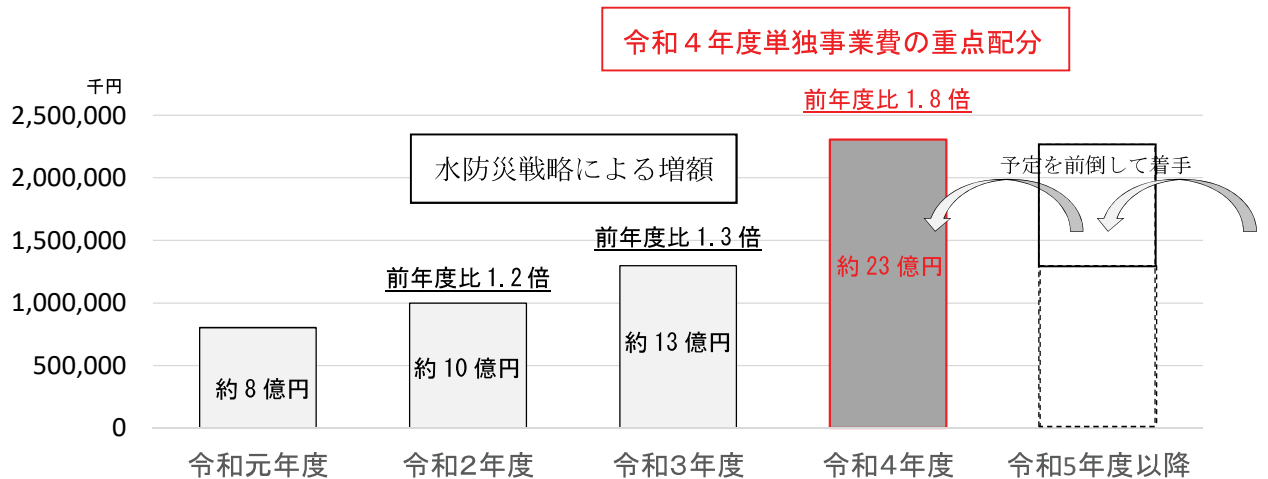 令和４年度単独事業費の重点配分
千円
前年度比 1.8 倍
2,500,000
水防災戦略による増額
予定を前倒して着手
2,000,000
前年度比 1.3 倍
1,500,000
約 23 億円
前年度比 1.2 倍
1,000,000
約 13 億円
約 10 億円
500,000
約 8 億円
0
令和元年度
令和２年度
令和３年度
令和４年度
令和5年度以降